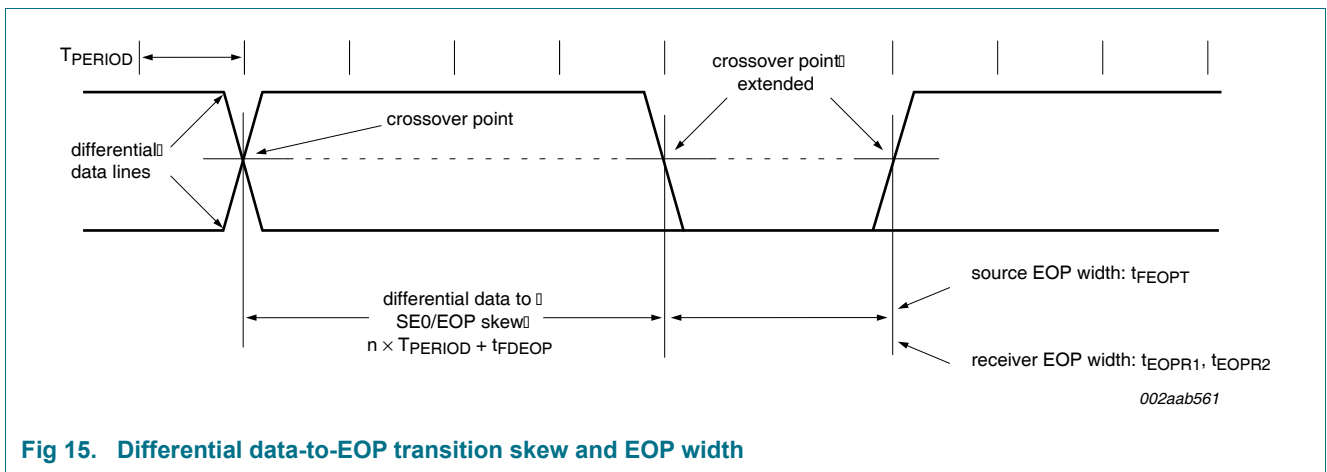 TPERIOD
crossover point
extended
crossover point
differential
data lines
differential data to
SE0/EOP skew
n × TPERIOD + tFDEOP
source EOP width: tFEOPT
receiver EOP width: tEOPR1, tEOPR2
002aab561
Fig 15. Differential data-to-EOP transition skew and EOP width